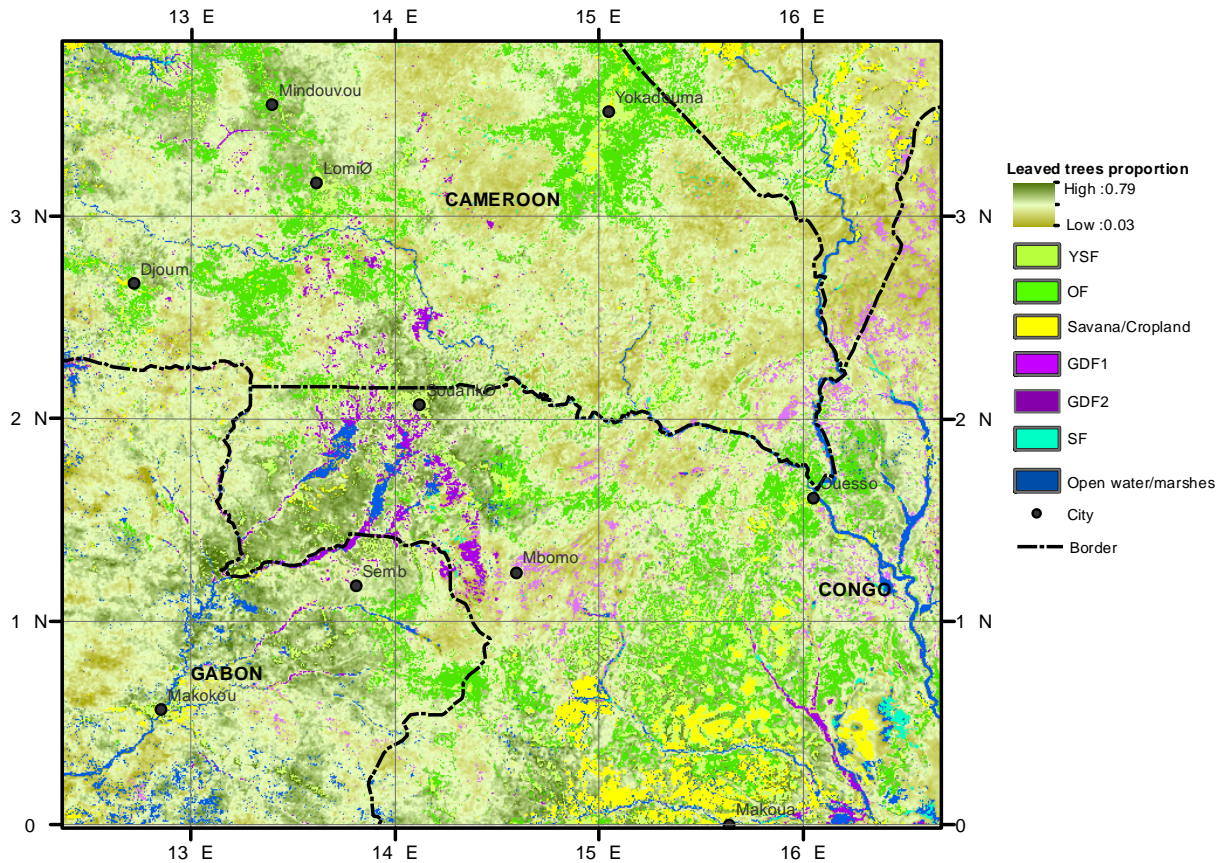 13 E 14 E 15 E 16 E
Mindouvou
Yokadouma
LomiØ
Leaved trees proportion
High :0.79
Low :0.03
CAMEROON
3 N 3 N
YSF
Djoum
OF
Savana/Cropland
GDF1
SouankØ
GDF2
2 N 2 N
SF
Open water/marshes
Ouesso
City
Border
Mbomo
Semb
CONGO
1 N 1 N
GABON
Makokou
Makoua
0 0
13 E 14 E 15 E 16 E